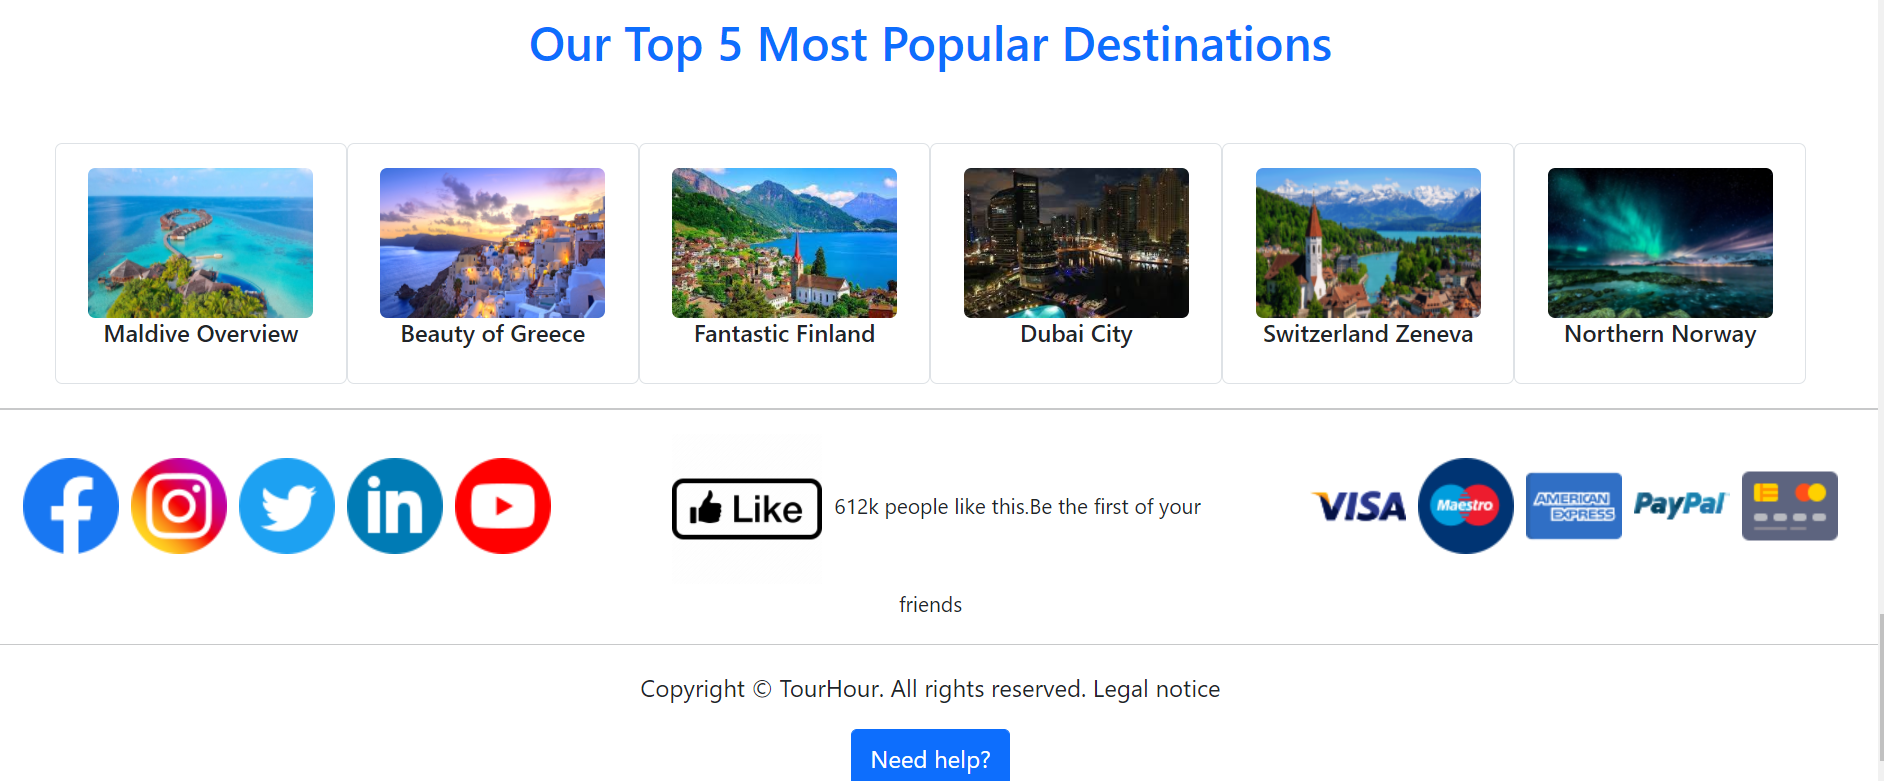 Our Top 5 Most Popular Destinations
Maldive Overview
Beauty of Greece
Fantastic Finland
Dubai City
Switzerland Zeneva
Northern Norway
f
in
Like
612k people like this.Be the first of your
friends
VISA
Maestro
AMERICAN
EXPRESS
PayPal
Copyright © TourHour. All rights reserved. Legal notice
Need help?